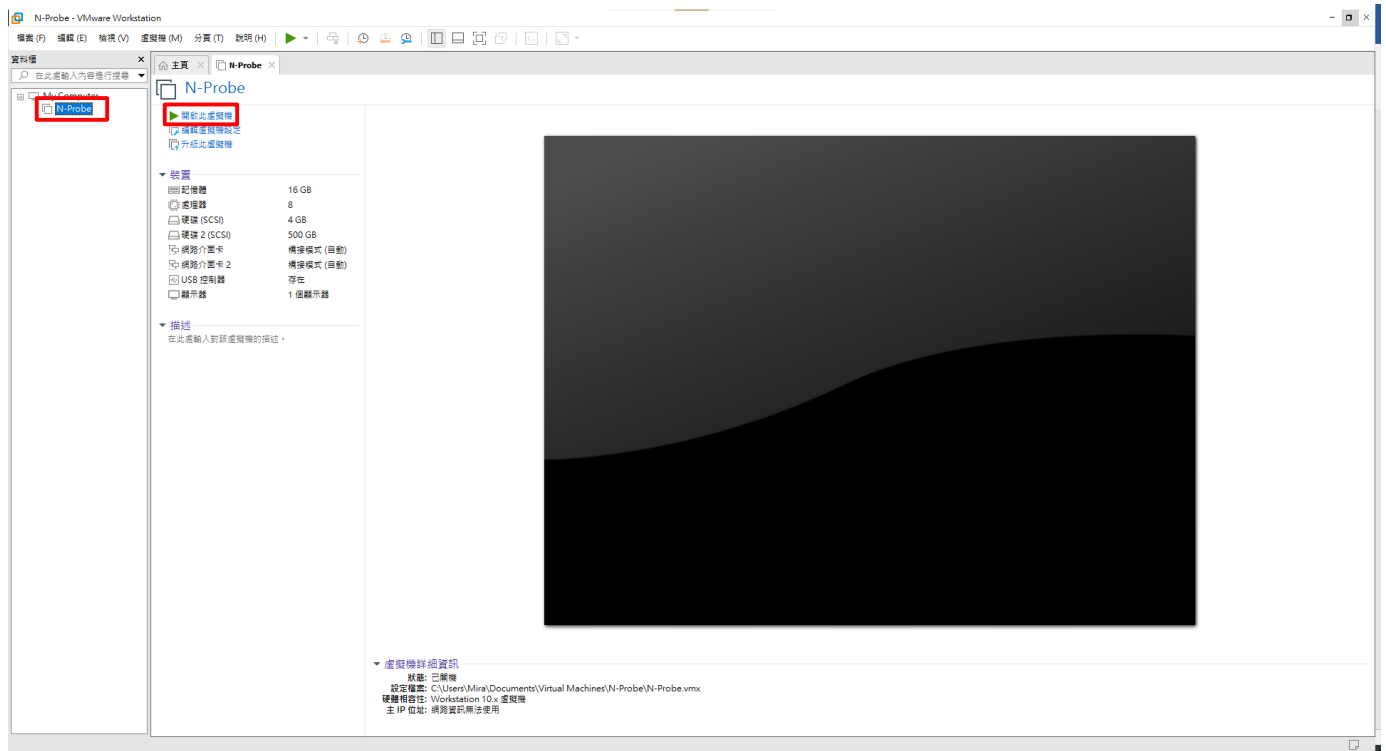 N-Probe - VMware Workstation
檔案(F) 編輯(E) 檢視(V) 虛擬機(M) 分頁(T) 說明(H)
資料櫃
在此處輸入內容進行搜尋
My Computer
N-Probe
主頁
N-Probe
N-Probe
開啟此虛擬機
編輯虛擬機設定
升級此虛擬機
裝置
記憶體 16 GB
處理器 8
硬碟 (SCSI) 4 GB
硬碟 2 (SCSI) 500 GB
網路介面卡 橋接模式 (自動)
網路介面卡 2 橋接模式 (自動)
USB 控制器 存在
顯示器 1 個顯示器
描述
在此處輸入對該虛擬機的描述。
虛擬機詳細資訊
狀態: 已關機
設定檔案: C:\Users\Mira\Documents\Virtual Machines\N-Probe\N-Probe.vmx
硬體相容性: Workstation 10.x 虛擬機
主 IP 位址: 網路資訊無法使用